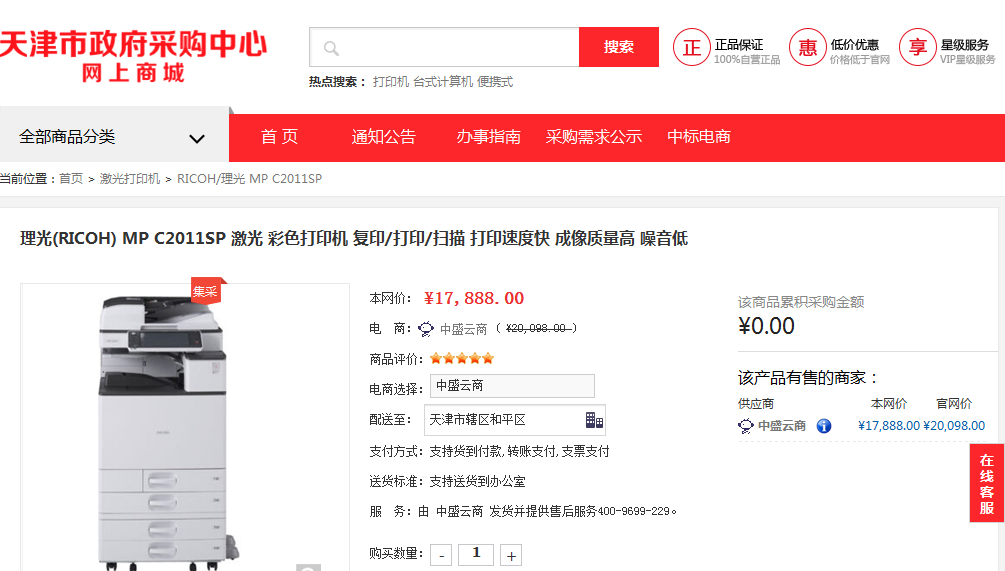 天津市政府采购中心
网上商城
搜索
热点搜索： 打印机 台式计算机 便携式
正 正品保证 100%自营正品
惠 低价优惠 价格低于官网
享 星级服务 VIP星级服务
全部商品分类 首 页 通知公告 办事指南 采购需求公示 中标电商
当前位置：首页 > 激光打印机 > RICOH/理光 MP C2011SP
理光(RICOH) MP C2011SP 激光 彩色打印机 复印/打印/扫描 打印速度快 成像质量高 噪音低
集采
本网价： ¥17,888.00
电 商： 中盛云商 （ ¥20,098.00 ）
商品评价：
电商选择： 中盛云商
配送至： 天津市辖区和平区
支付方式： 支持货到付款,转账支付,支票支付
送货标准： 支持送货到办公室
服 务： 由 中盛云商 发货并提供售后服务400-9699-229。
购买数量： - 1 +
该商品累积采购金额
¥0.00
该产品有售的商家：
供应商 本网价 官网价
中盛云商 ¥17,888.00 ¥20,098.00
在线客服